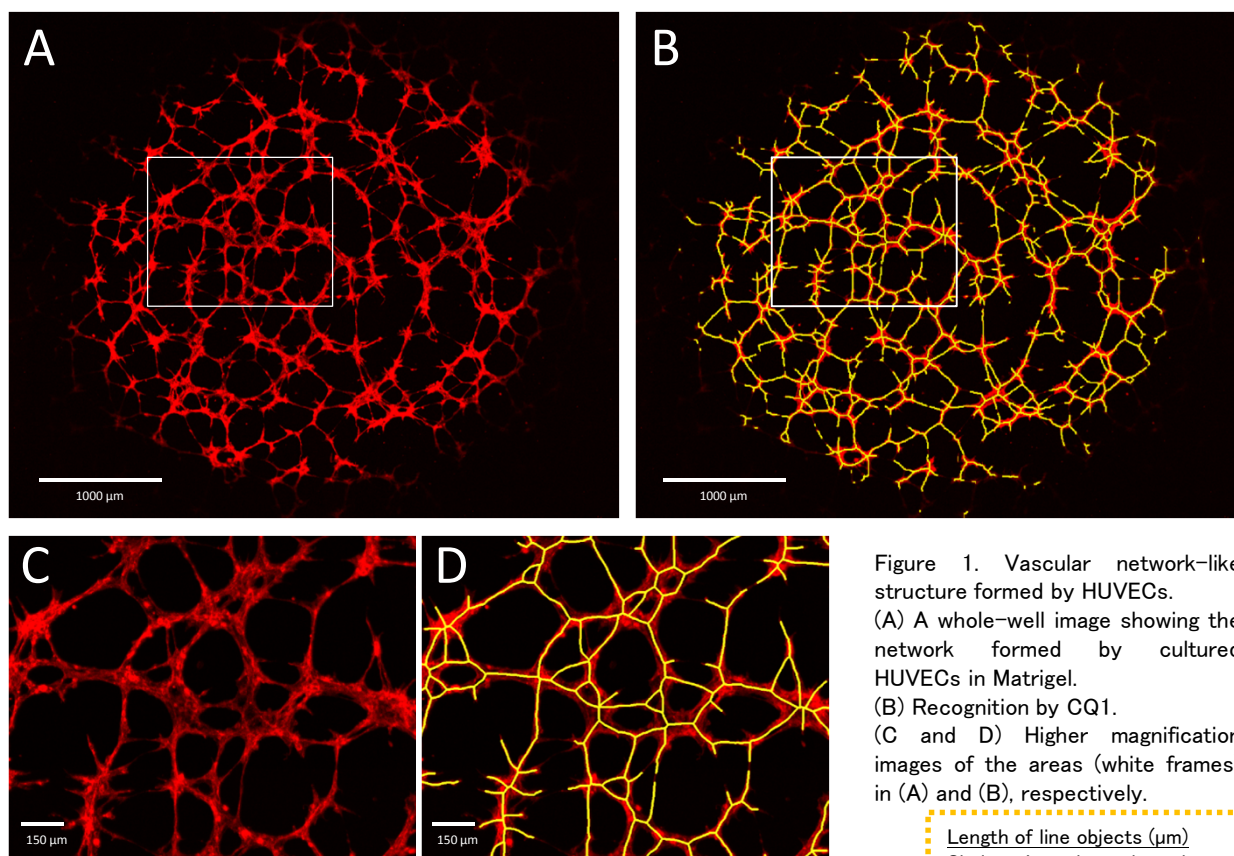 A
B
1000 μm
1000 μm
C
D
150 μm
150 μm
Figure 1. Vascular network-like
structure formed by HUVECs.
(A) A whole-well image showing the
network formed by cultured
HUVECs in Matrigel.
(B) Recognition by CQ1.
(C and D) Higher magnification
images of the areas (white frames
in (A) and (B), respectively.
Length of line objects (μm)